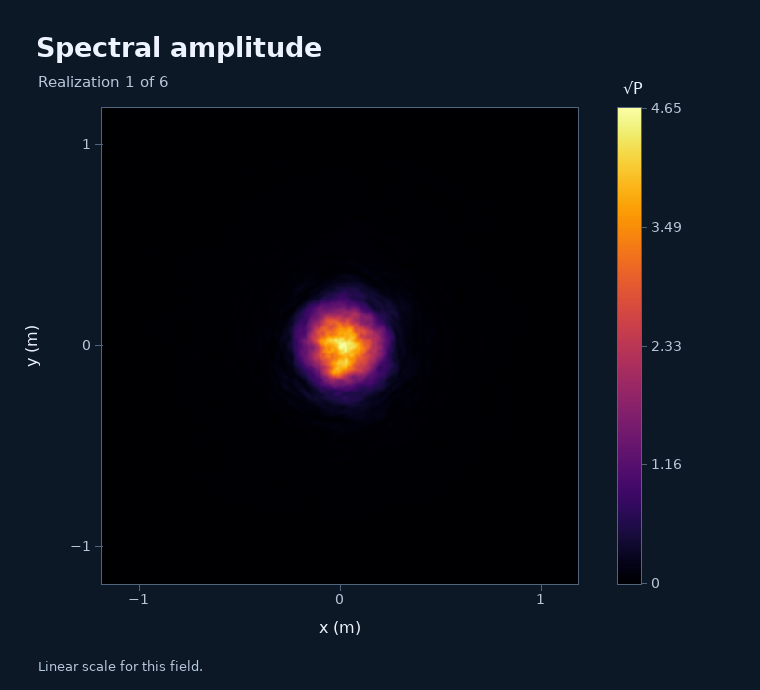 Spectral amplitude
Realization 1 of 6
√P
4.65
3.49
2.33
1.16
0
1
0
−1
y (m)
−1
0
1
x (m)
Linear scale for this field.